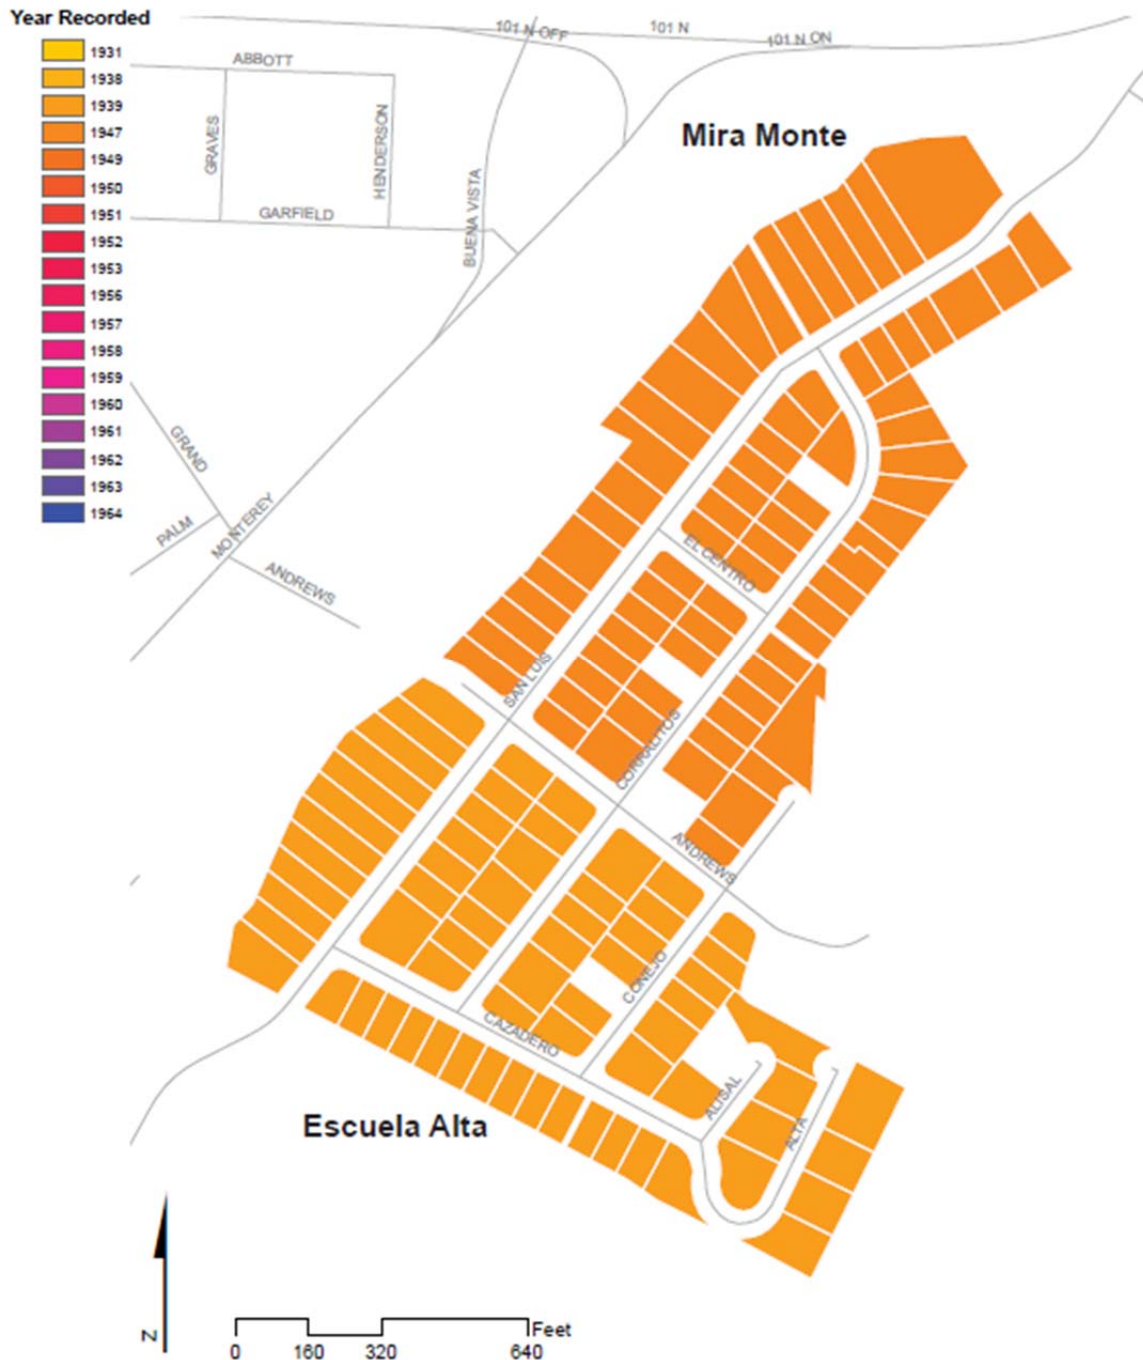 Year Recorded
1931
1938
1939
1947
1949
1950
1951
1952
1953
1956
1957
1958
1959
1960
1961
1962
1963
1964
101 N OFF
101 N
101 N ON
ABBOTT
GRAVES
HENDERSON
GARFIELD
BUENA VISTA
Mira Monte
GRAND
PALM
MONTEREY
ANDREWS
EL CENTRO
SAN LUIS
CORRALITOS
ANDREWS
CONEJO
CAZADERO
ALISAL
ALTA
Escuela Alta
N
Feet
0 160 320 640